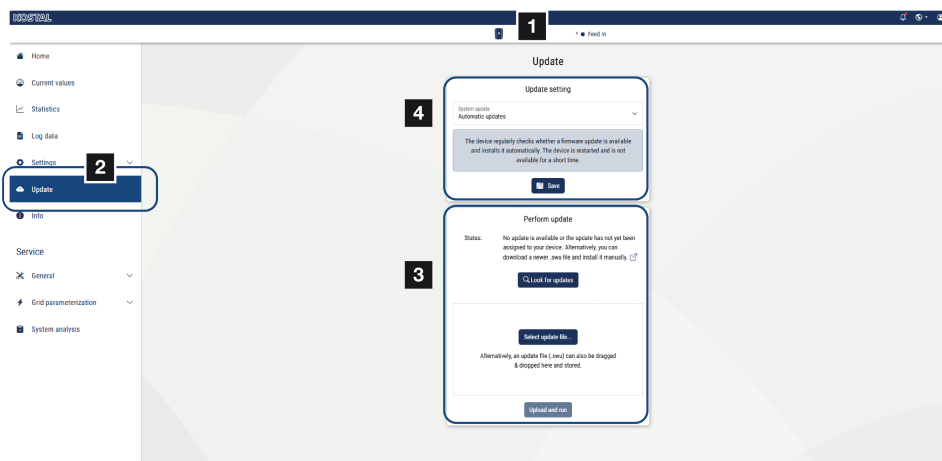 KOSTAL
1
Feed In
Home
Current values
Statistics
Log data
Settings
2
Update
Info
Service
General
Grid parameterization
System analysis
Update
4
Update setting
System update
Automatic updates
The device regularly checks whether a firmware update is available
and installs it automatically. The device is restarted and is not
available for a short time.
Save
3
Perform update
Status:
No update is available or the update has not yet been
assigned to your device. Alternatively, you can
download a newer .swu file and install it manually.
Look for updates
Select update file...
Alternatively, an update file (.swu) can also be dragged
& dropped here and stored.
Upload and run